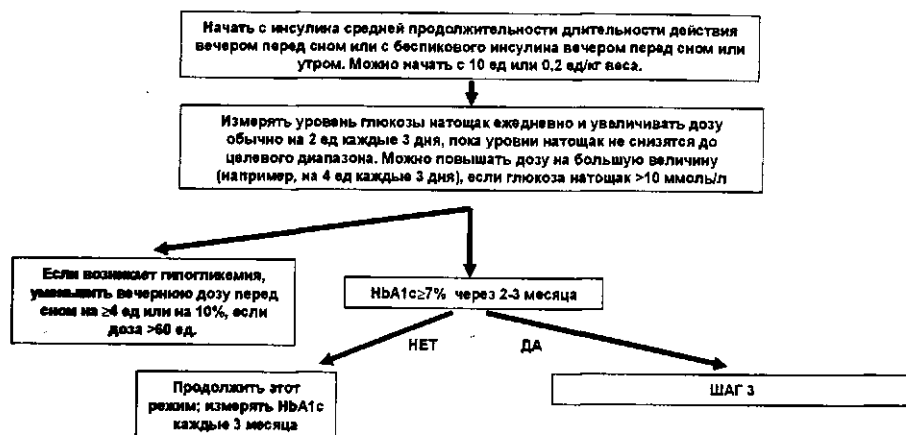 Начать с инсулина средней продолжительности длительности действия
вечером перед сном или с беспикового инсулина вечером перед сном или
утром. Можно начать с 10 ед или 0,2 ед/кг веса.
Измерять уровень глюкозы натощак ежедневно и увеличивать дозу
обычно на 2 ед каждые 3 дня, пока уровни натощак не снизятся до
целевого диапазона. Можно повышать дозу на большую величину
(например, на 4 ед каждые 3 дня), если глюкоза натощак >10 ммоль/л
Если возникает гипогликемия,
уменьшить вечернюю дозу перед
сном на ≥4 ед или на 10%, если
доза >60 ед.
HbA1c≥7% через 2-3 месяца
НЕТ ДА
Продолжить этот
режим; измерять HbA1c
каждые 3 месяца
ШАГ 3